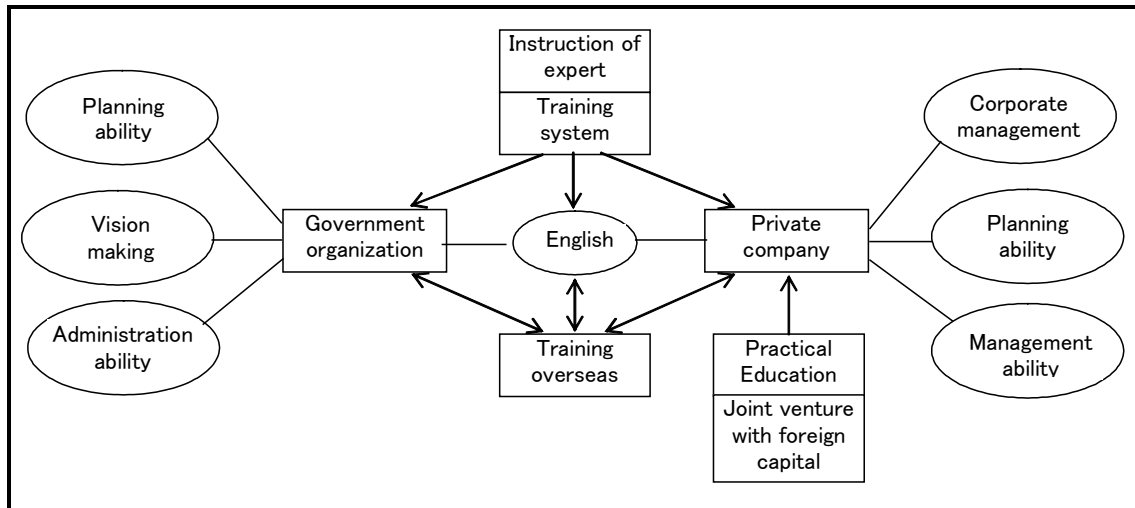 Instruction of
expert
Training
system
Planning
ability
Corporate
management
Vision
making
Government
organization
English
Private
company
Planning
ability
Administration
ability
Training
overseas
Practical
Education
Joint venture
with foreign
capital
Management
ability